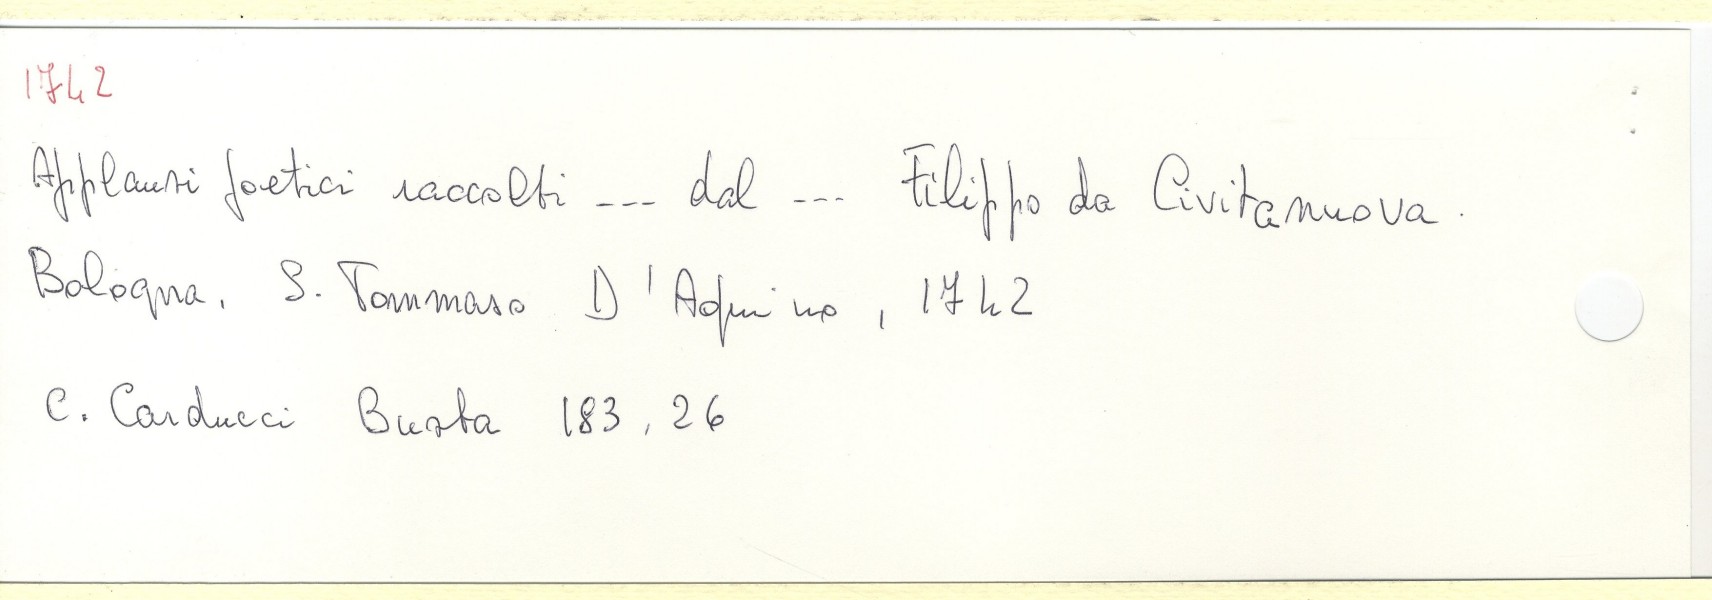 1742
Applausi poetici raccolti --- dal --- Filippo da Civitanuova.
Bologna, S. Tommaso D'Aquino, 1742
C. Carducci Busta 183, 26